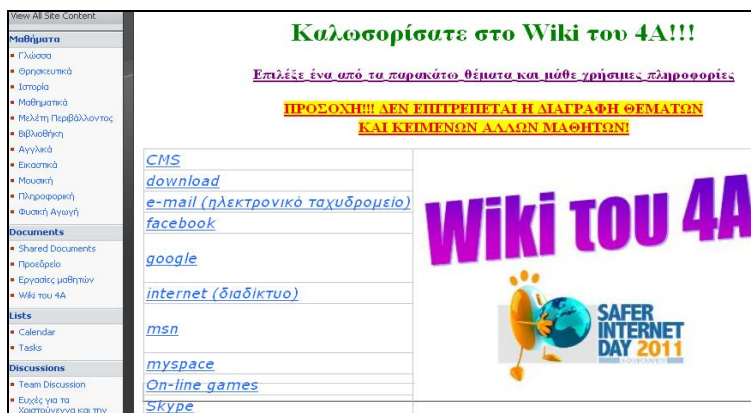 View All Site Content
Μαθήματα
Γλώσσα
Θρησκευτικά
Ιστορία
Μαθηματικά
Μελέτη Περιβάλλοντος
Βιβλιοθήκη
Αγγλικά
Εικαστικά
Μουσική
Πληροφορική
Φυσική Αγωγή
Documents
Shared Documents
Προεδρείο
Εργασίες μαθητών
Wiki του 4Α
Lists
Calendar
Tasks
Discussions
Team Discussion
Ευχές για τα
Χριστούγεννα και την
Καλωσορίσατε στο Wiki του 4Α!!!
Επιλέξε ένα από τα παρακάτω θέματα και μάθε χρήσιμες πληροφορίες
ΠΡΟΣΟΧΗ!!! ΔΕΝ ΕΠΙΤΡΕΠΕΤΑΙ Η ΔΙΑΓΡΑΦΗ ΘΕΜΑΤΩΝ
ΚΑΙ ΚΕΙΜΕΝΩΝ ΑΛΛΩΝ ΜΑΘΗΤΩΝ!
CMS
download
e-mail (ηλεκτρονικό ταχυδρομείο)
facebook
google
internet (διαδίκτυο)
msn
myspace
On-line games
Skype
Wiki του 4Α
SAFER
INTERNET
DAY 2011